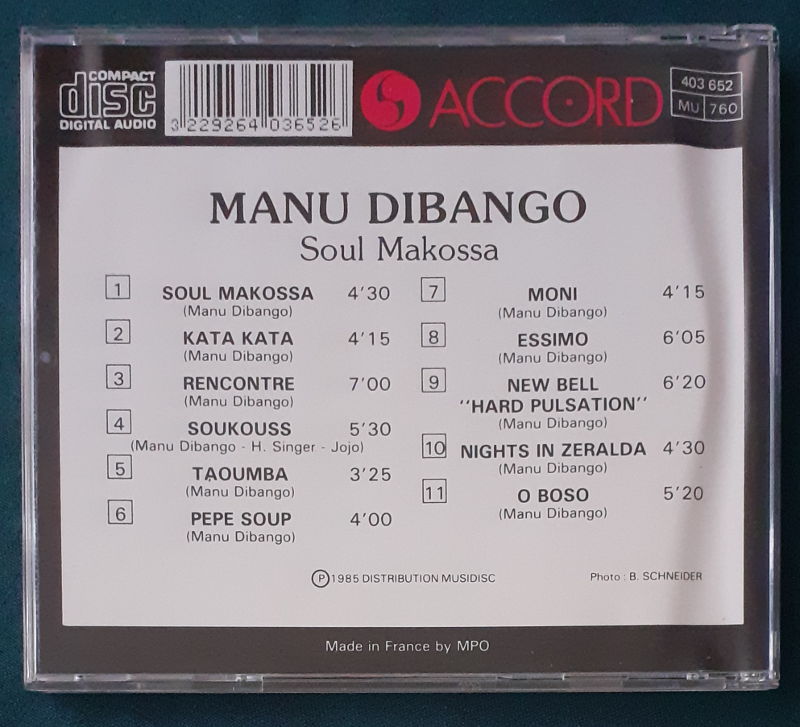 COMPACT
disc
DIGITAL AUDIO
3 229264 036526
ACCORD
403 652
MU 760
MANU DIBANGO
Soul Makossa
1 SOUL MAKOSSA 4'30
(Manu Dibango)
2 KATA KATA 4'15
(Manu Dibango)
3 RENCONTRE 7'00
(Manu Dibango)
4 SOUKOUSS 5'30
(Manu Dibango - H. Singer - Jojo)
5 TAOUMBA 3'25
(Manu Dibango)
6 PEPE SOUP 4'00
(Manu Dibango)
7 MONI 4'15
(Manu Dibango)
8 ESSIMO 6'05
(Manu Dibango)
9 NEW BELL 6'20
"HARD PULSATION"
(Manu Dibango)
10 NIGHTS IN ZERALDA 4'30
(Manu Dibango)
11 O BOSO 5'20
(Manu Dibango)
Ⓟ 1985 DISTRIBUTION MUSIDISC
Photo : B. SCHNEIDER
Made in France by MPO